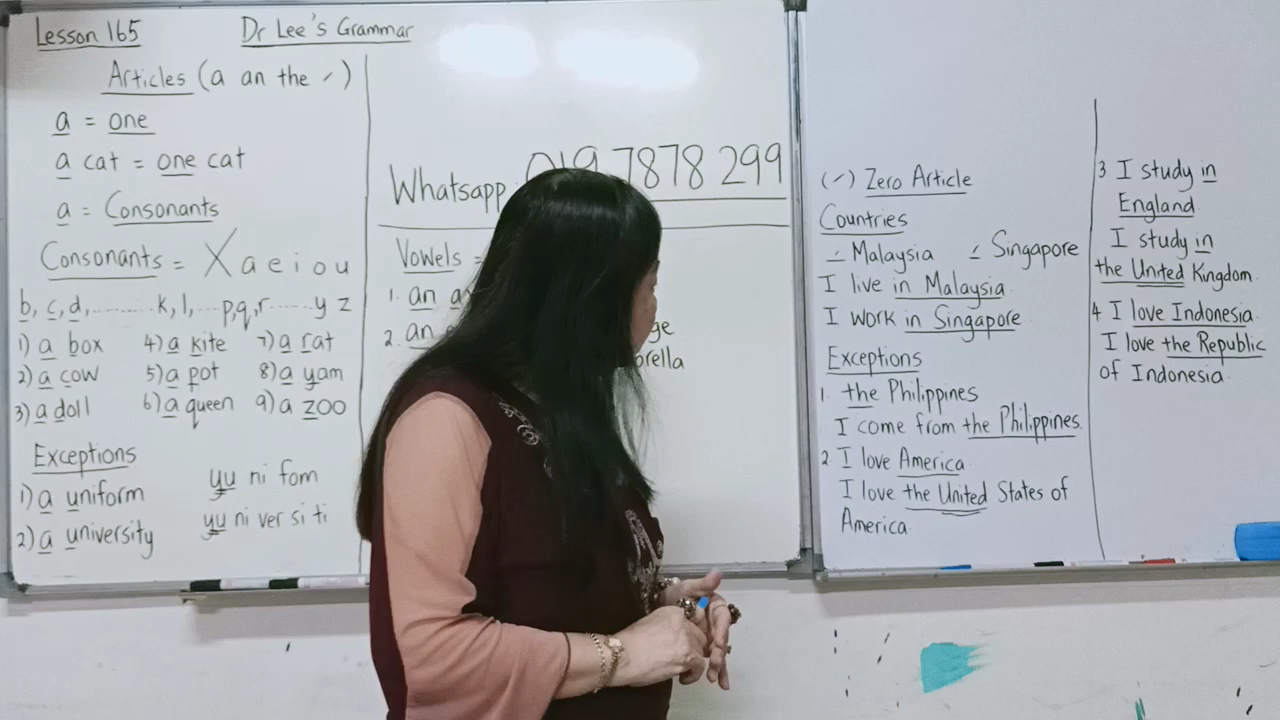 Lesson 165 Dr Lee's Grammar
Articles (a an the ✓)
a = one
a cat = one cat
a = Consonants
Consonants = X a e i o u
b, c, d, ......... k, l, ... p,q,r ...... y z
1) a box 4) a kite 7) a rat
2) a cow 5) a pot 8) a yam
3) a doll 6) a queen 9) a zoo
Exceptions
1) a uniform yu ni fom
2) a university yu ni ver si ti
Whatsapp 019 7878 299
Vowels =
1. an
2. an
(✓) Zero Article
Countries
✓ Malaysia ✓ Singapore
I live in Malaysia
I work in Singapore
Exceptions
1. the Philippines
I come from the Philippines.
2 I love America.
I love the United States of
America.
3 I study in
England
I study in
the United Kingdom.
4 I love Indonesia.
I love the Republic
of Indonesia.